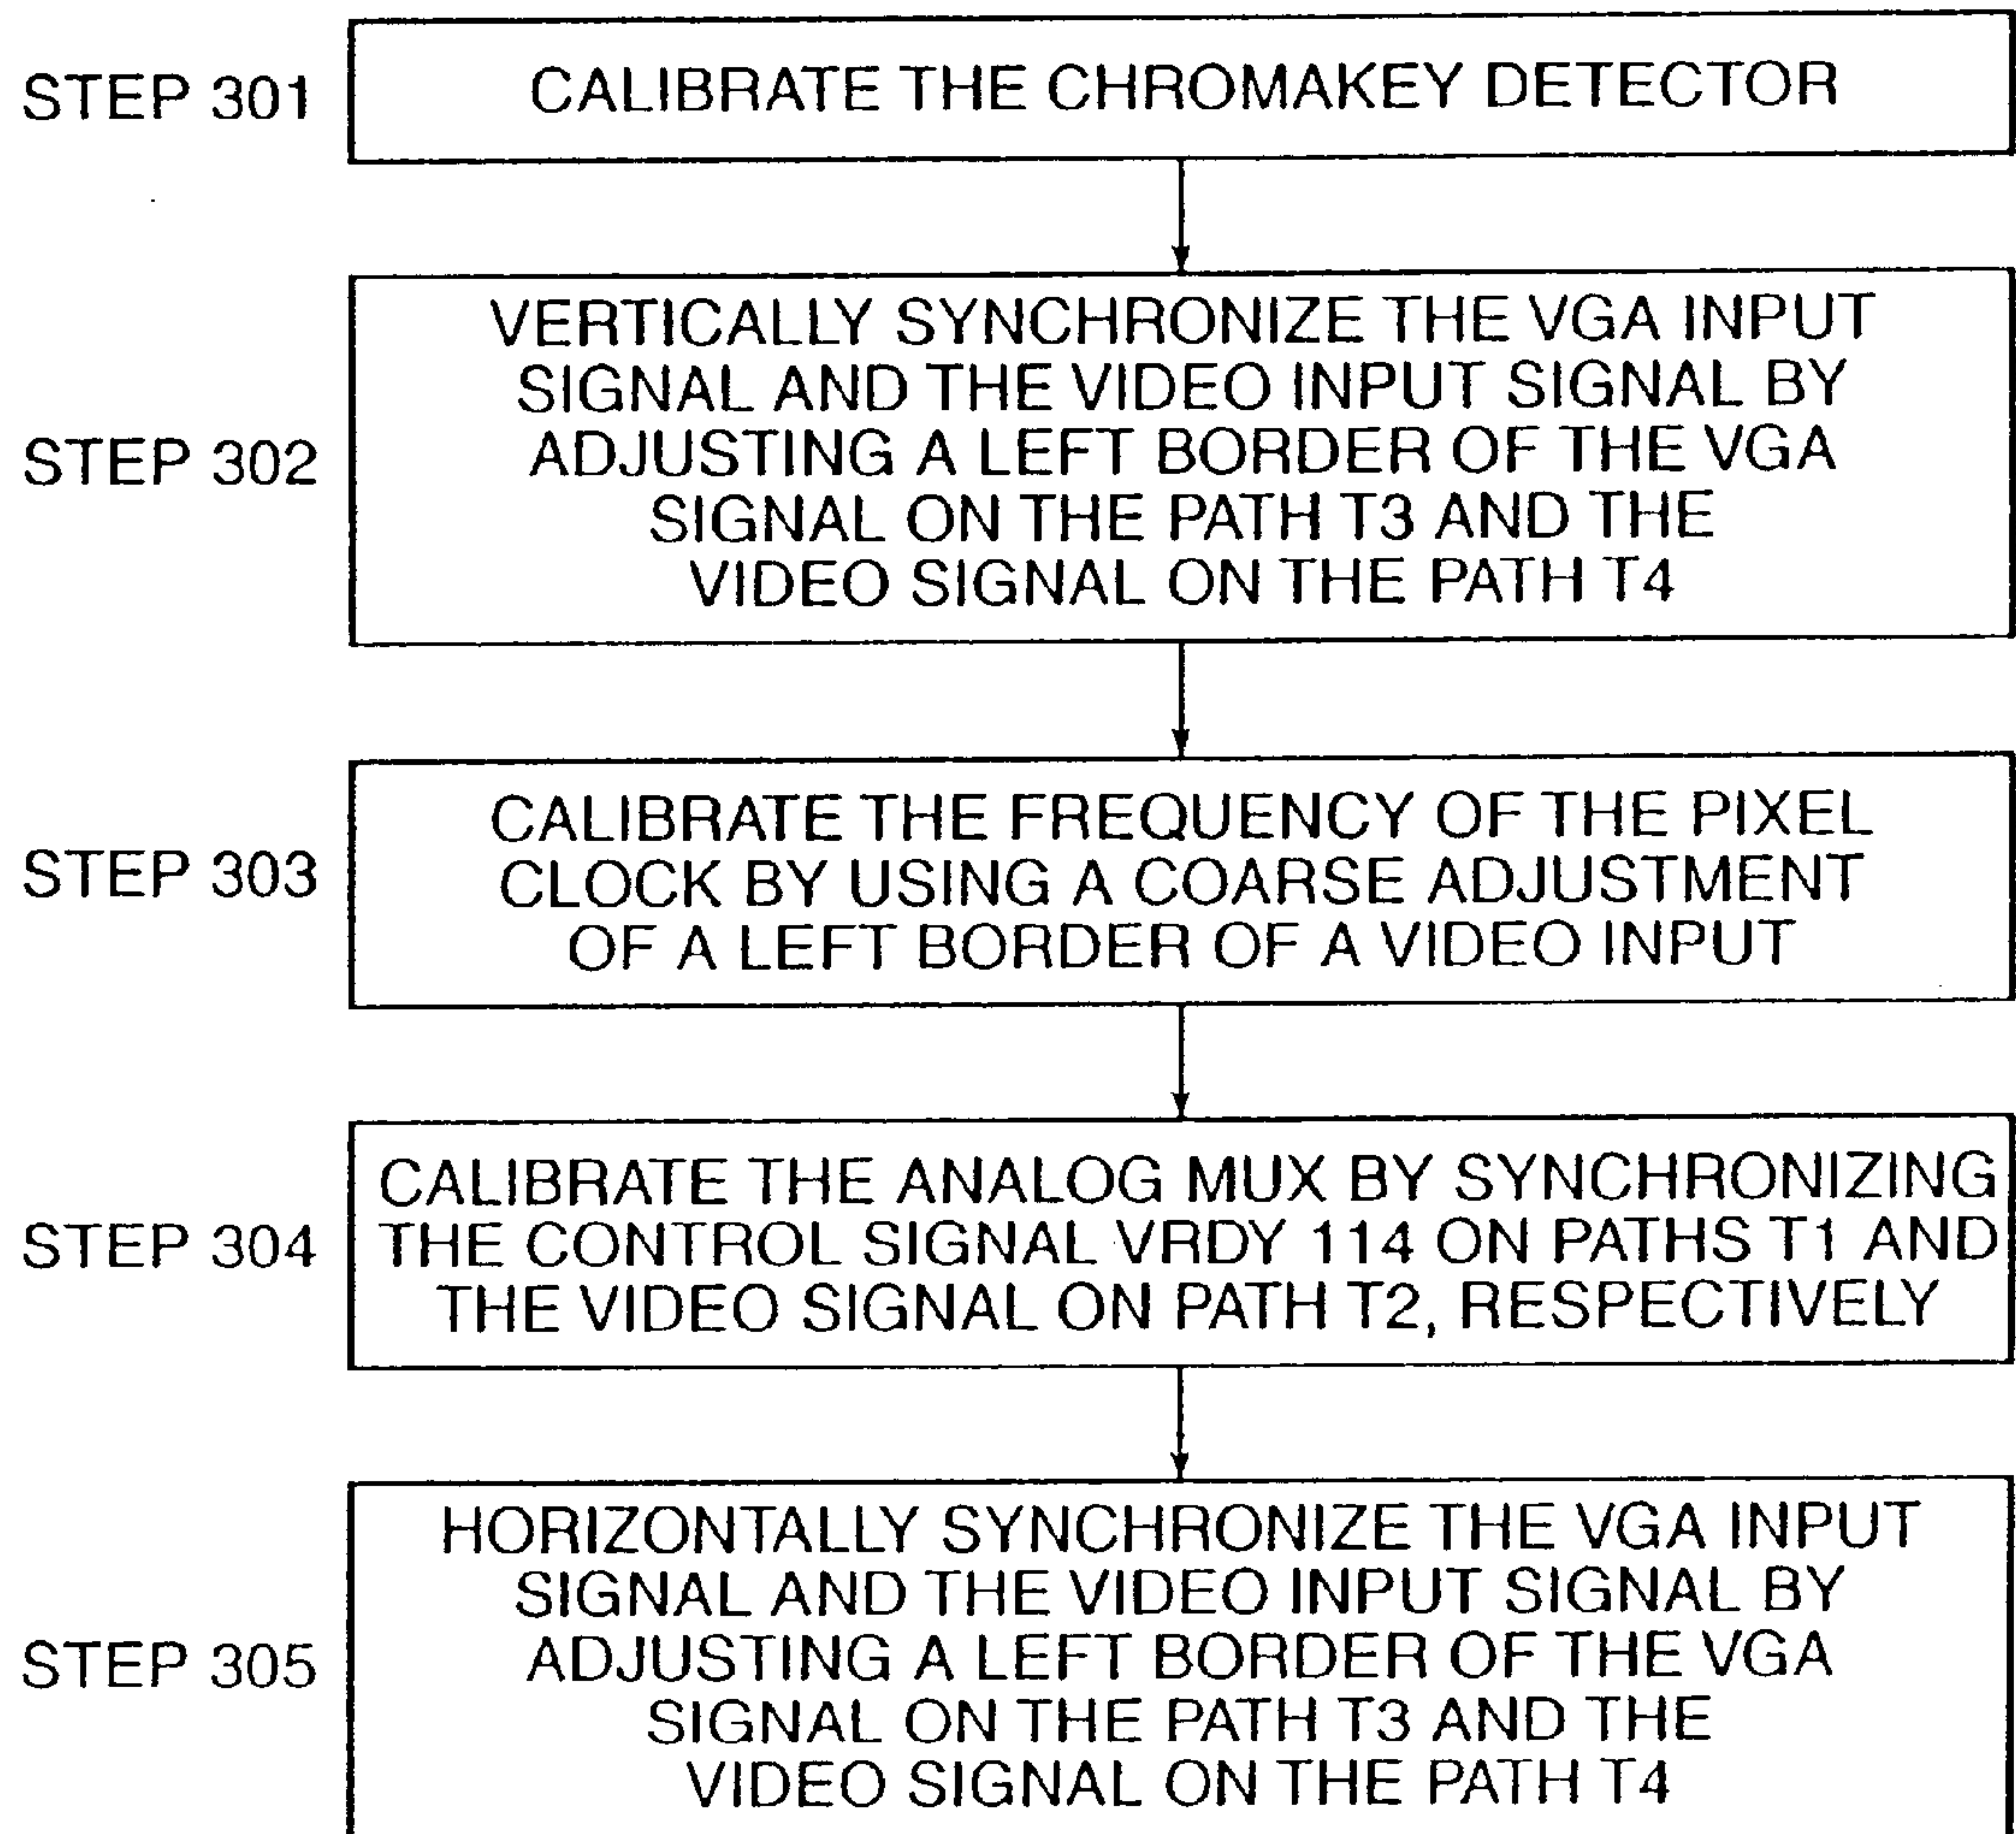 STEP 301
CALIBRATE THE CHROMAKEY DETECTOR
STEP 302
VERTICALLY SYNCHRONIZE THE VGA INPUT
SIGNAL AND THE VIDEO INPUT SIGNAL BY
ADJUSTING A LEFT BORDER OF THE VGA
SIGNAL ON THE PATH T3 AND THE
VIDEO SIGNAL ON THE PATH T4
STEP 303
CALIBRATE THE FREQUENCY OF THE PIXEL
CLOCK BY USING A COARSE ADJUSTMENT
OF A LEFT BORDER OF A VIDEO INPUT
STEP 304
CALIBRATE THE ANALOG MUX BY SYNCHRONIZING
THE CONTROL SIGNAL VRDY 114 ON PATHS T1 AND
THE VIDEO SIGNAL ON PATH T2, RESPECTIVELY
STEP 305
HORIZONTALLY SYNCHRONIZE THE VGA INPUT
SIGNAL AND THE VIDEO INPUT SIGNAL BY
ADJUSTING A LEFT BORDER OF THE VGA
SIGNAL ON THE PATH T3 AND THE
VIDEO SIGNAL ON THE PATH T4